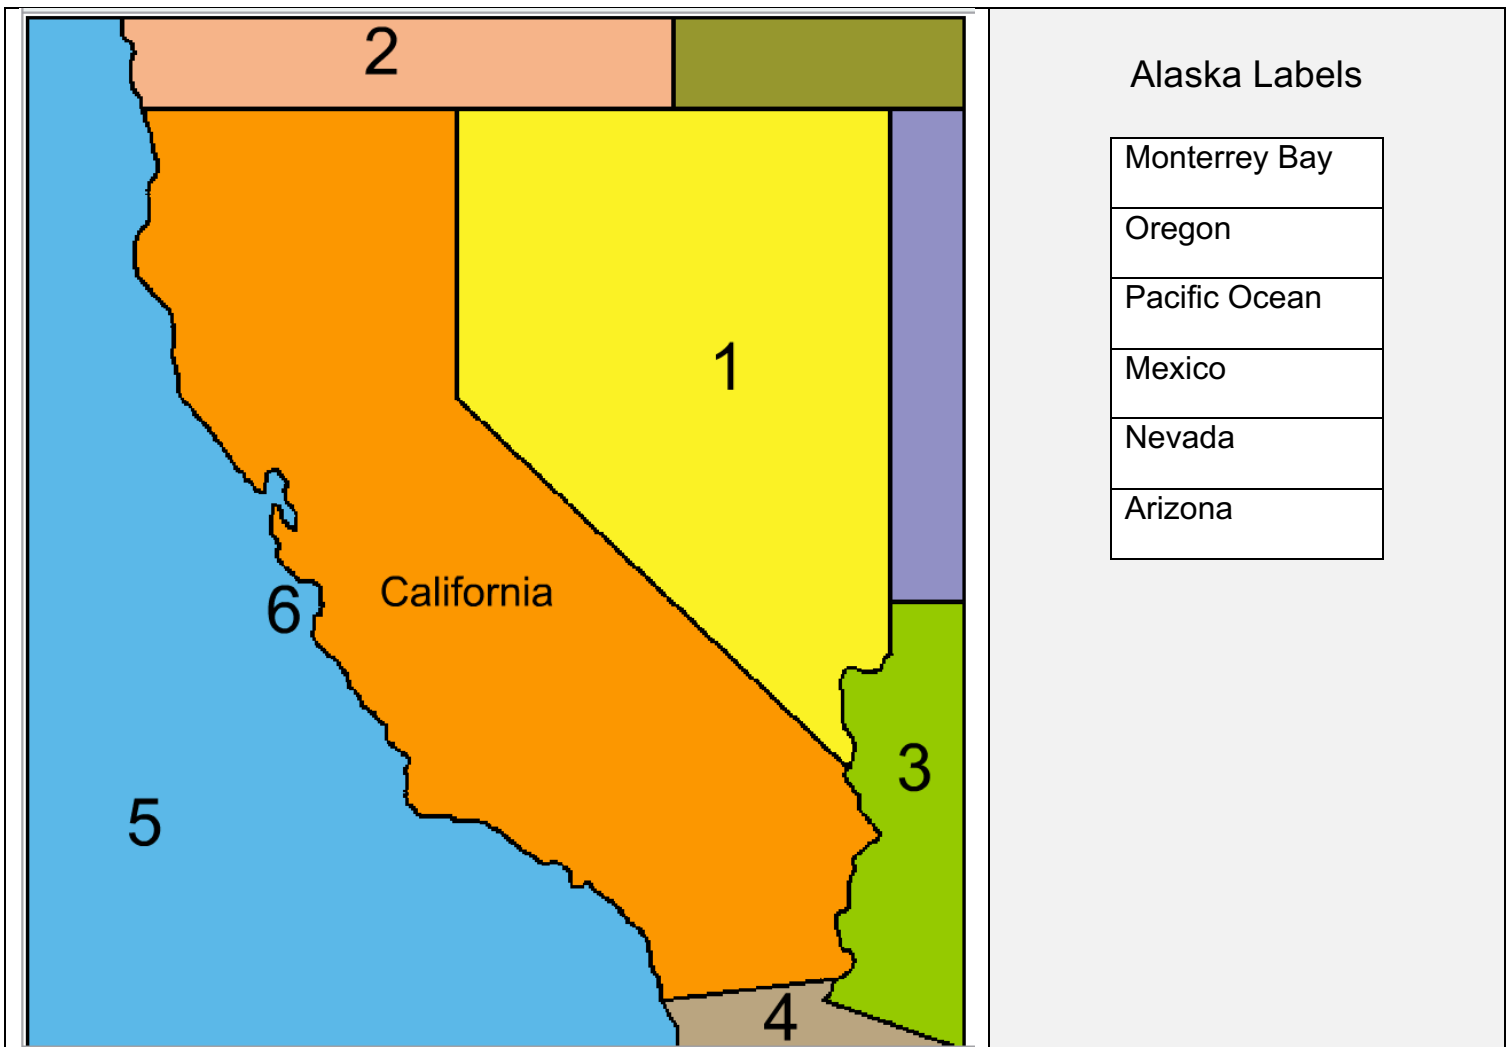 2
1
California
6
3
5
4
Alaska Labels
Monterrey Bay
Oregon
Pacific Ocean
Mexico
Nevada
Arizona